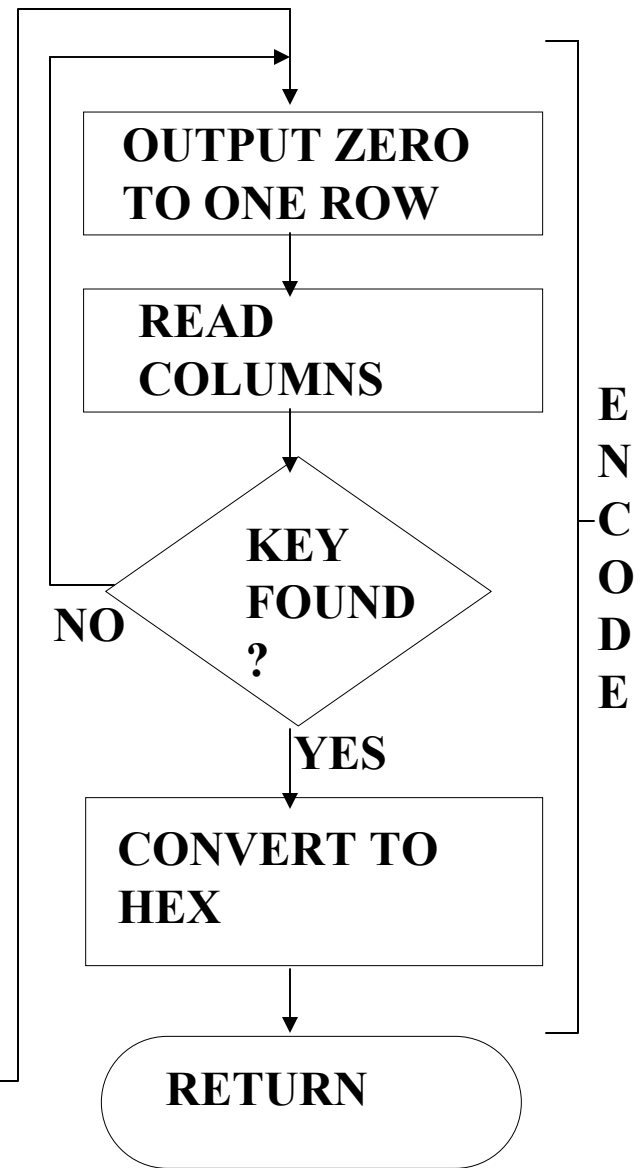 OUTPUT ZERO
TO ONE ROW
READ
COLUMNS
KEY
FOUND
?
NO
YES
CONVERT TO
HEX
RETURN
E
N
C
O
D
E